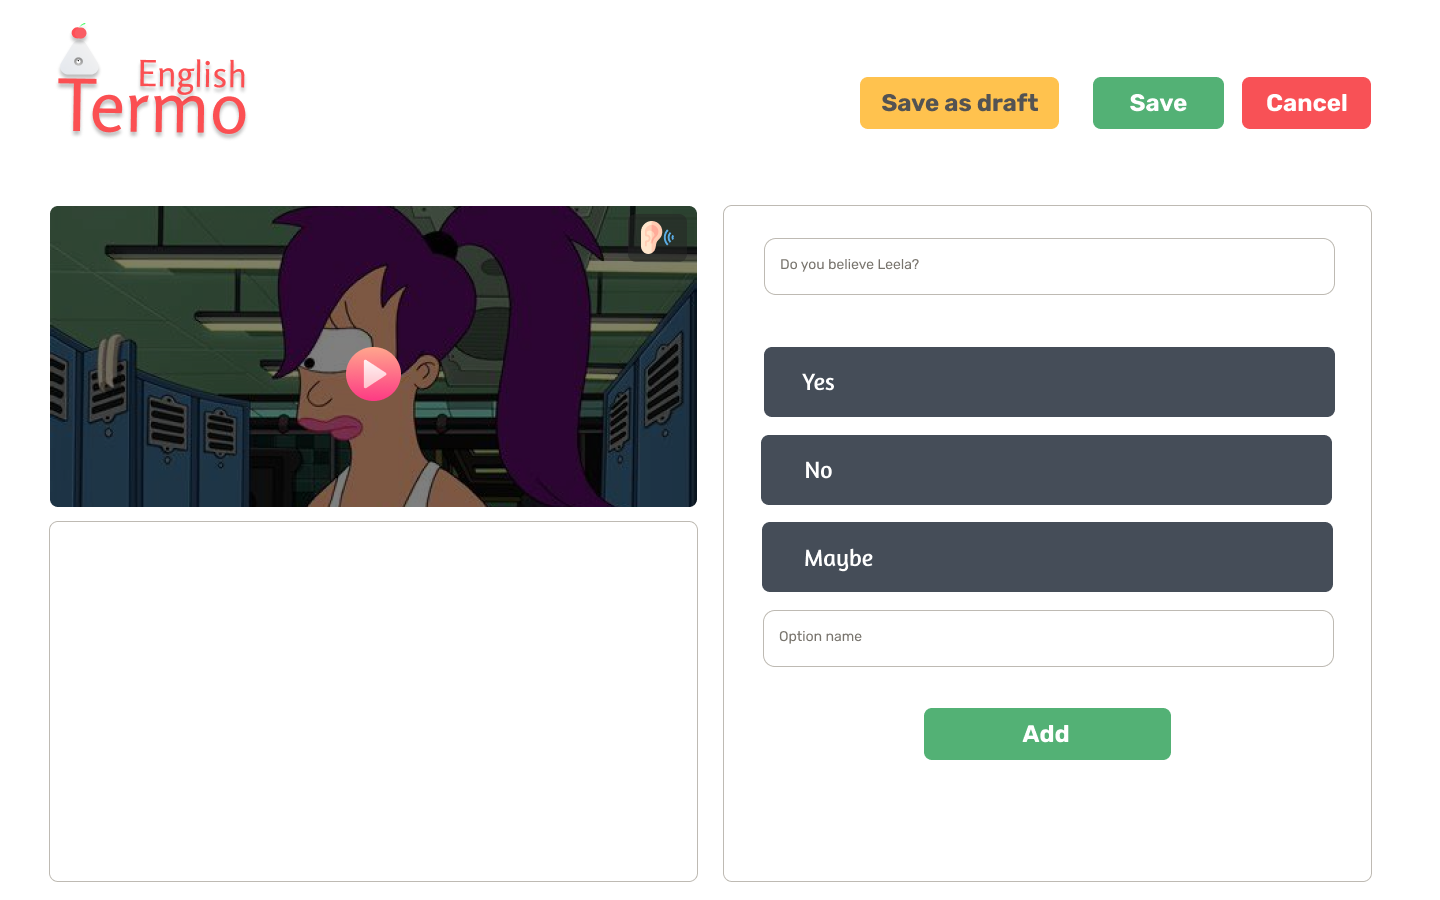 English
Termo
Save as draft
Save
Cancel
Do you believe Leela?
Yes
No
Maybe
Option name
Add